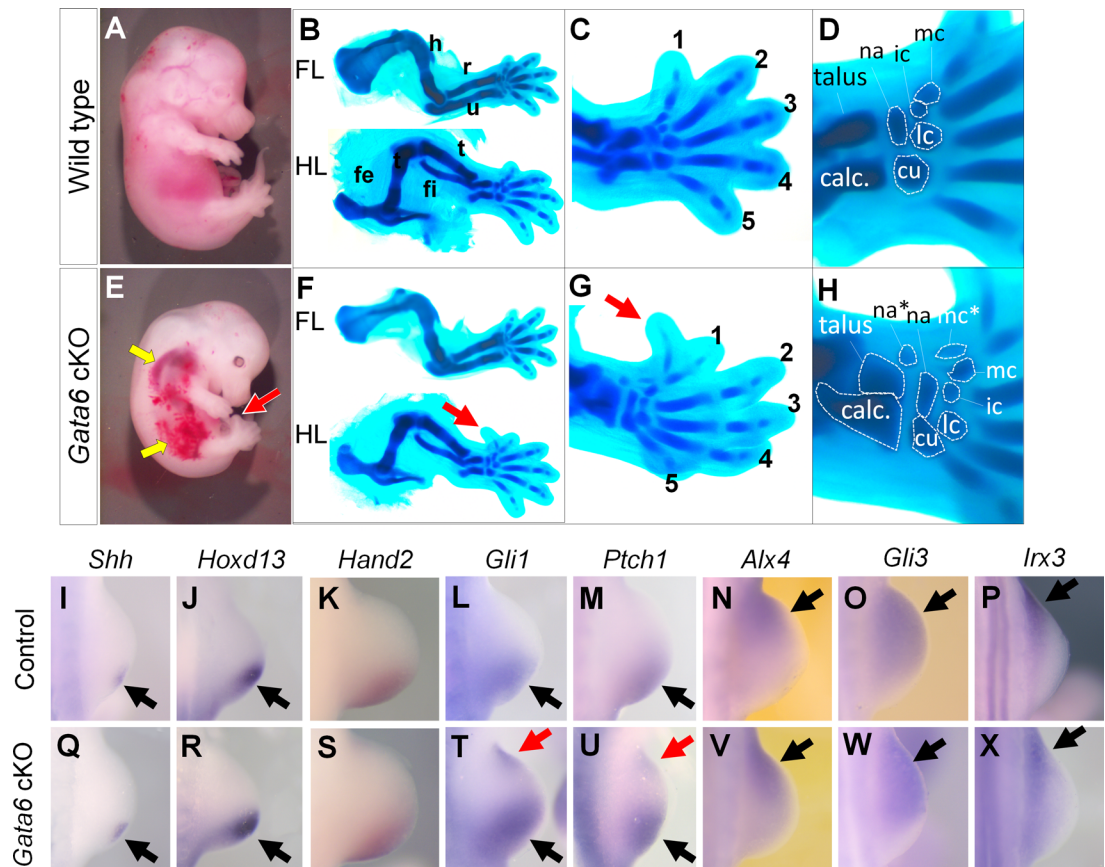 Wild type
A
B
FL
h
r
u
HL
fe
t
t
fi
C
1
2
3
4
5
D
mc
na
ic
talus
lc
calc.
cu
Gata6 cKO
E
F
FL
HL
G
1
2
3
4
5
H
na*
na
mc*
talus
mc
ic
calc.
lc
cu
Shh
Hoxd13
Hand2
Gli1
Ptch1
Alx4
Gli3
Irx3
Control
I
J
K
L
M
N
O
P
Gata6 cKO
Q
R
S
T
U
V
W
X